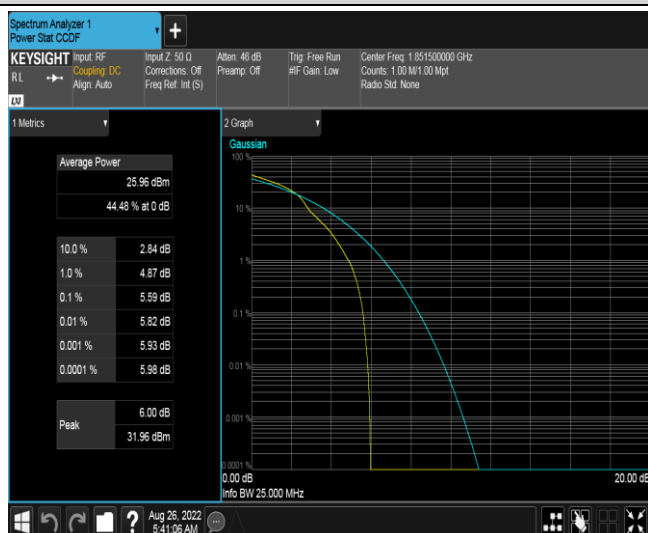 Spectrum Analyzer 1
Power Stat CCDF
KEYSIGHT
RL
LXI
Input: RF
Coupling: DC
Align: Auto
Input Z: 50 Ω
Corrections: Off
Freq Ref: Int (S)
Atten: 46 dB
Preamp: Off
Trig: Free Run
#IF Gain: Low
Center Freq: 1.851500000 GHz
Counts: 1.00 M/1.00 Mpt
Radio Std: None
1 Metrics
Average Power
25.96 dBm
44.48 % at 0 dB
10.0 % 2.84 dB
1.0 % 4.87 dB
0.1 % 5.59 dB
0.01 % 5.82 dB
0.001 % 5.93 dB
0.0001 % 5.98 dB
Peak
6.00 dB
31.96 dBm
2 Graph
Gaussian
100 %
10 %
1 %
0.1 %
0.01 %
0.001 %
0.0001 %
0.00 dB 20.00 dB
Info BW 25.000 MHz
Aug 26, 2022
5:41:06 AM